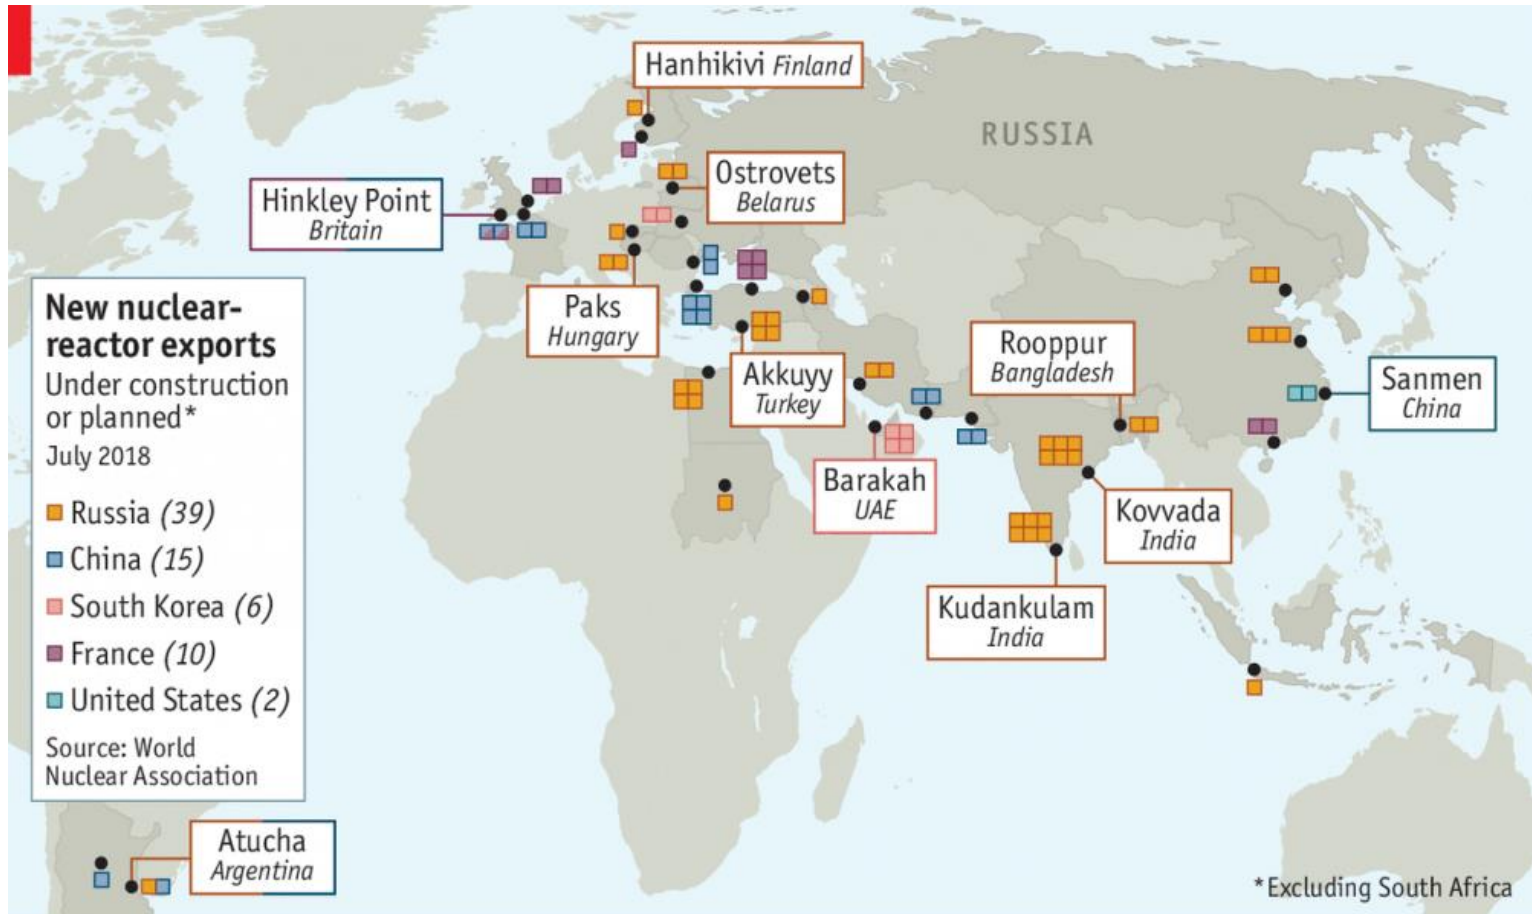 Hanhikivi Finland
RUSSIA
Ostrovets
Belarus
Hinkley Point
Britain
New nuclear-
reactor exports
Under construction
or planned*
July 2018
Russia (39)
China (15)
South Korea (6)
France (10)
United States (2)
Source: World
Nuclear Association
Paks
Hungary
Akkuyy
Turkey
Rooppur
Bangladesh
Sanmen
China
Barakah
UAE
Kovvada
India
Kudankulam
India
Atucha
Argentina
*Excluding South Africa